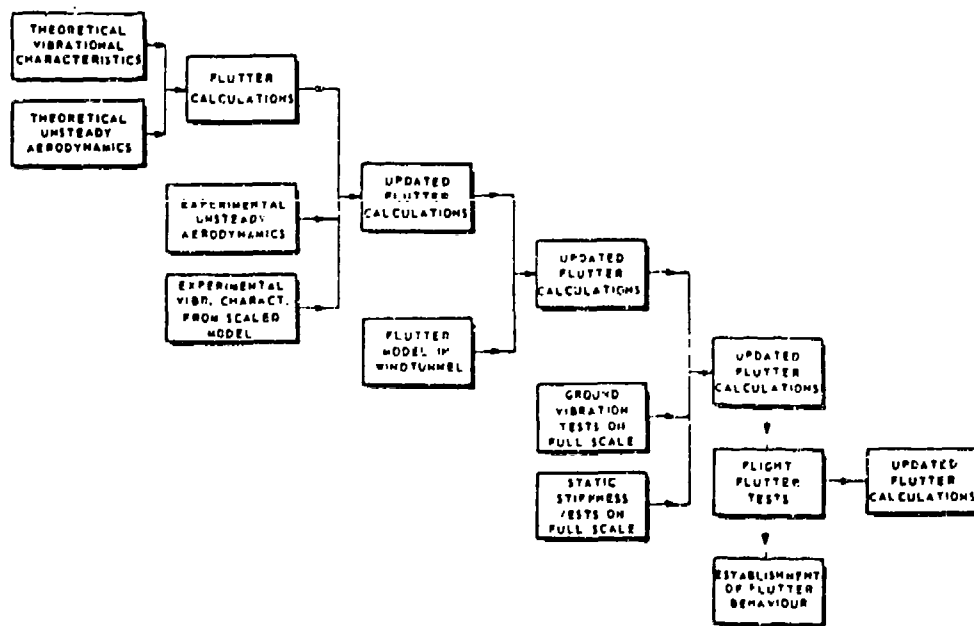 THEORETICAL
VIBRATIONAL
CHARACTERISTICS
THEORETICAL
UNSTEADY
AERODYNAMICS
FLUTTER
CALCULATIONS
EXPERIMENTAL
UNSTEADY
AERODYNAMICS
EXPERIMENTAL
VIBR. CHARACT.
FROM SCALED
MODEL
UPDATED
FLUTTER
CALCULATIONS
FLUTTER
MODEL IN
WINDTUNNEL
UPDATED
FLUTTER
CALCULATIONS
GROUND
VIBRATION
TESTS ON
FULL SCALE
STATIC
STIFFNESS
TESTS ON
FULL SCALE
UPDATED
FLUTTER
CALCULATIONS
FLIGHT
FLUTTER
TESTS
UPDATED
FLUTTER
CALCULATIONS
ESTABLISHMENT
OF FLUTTER
BEHAVIOUR